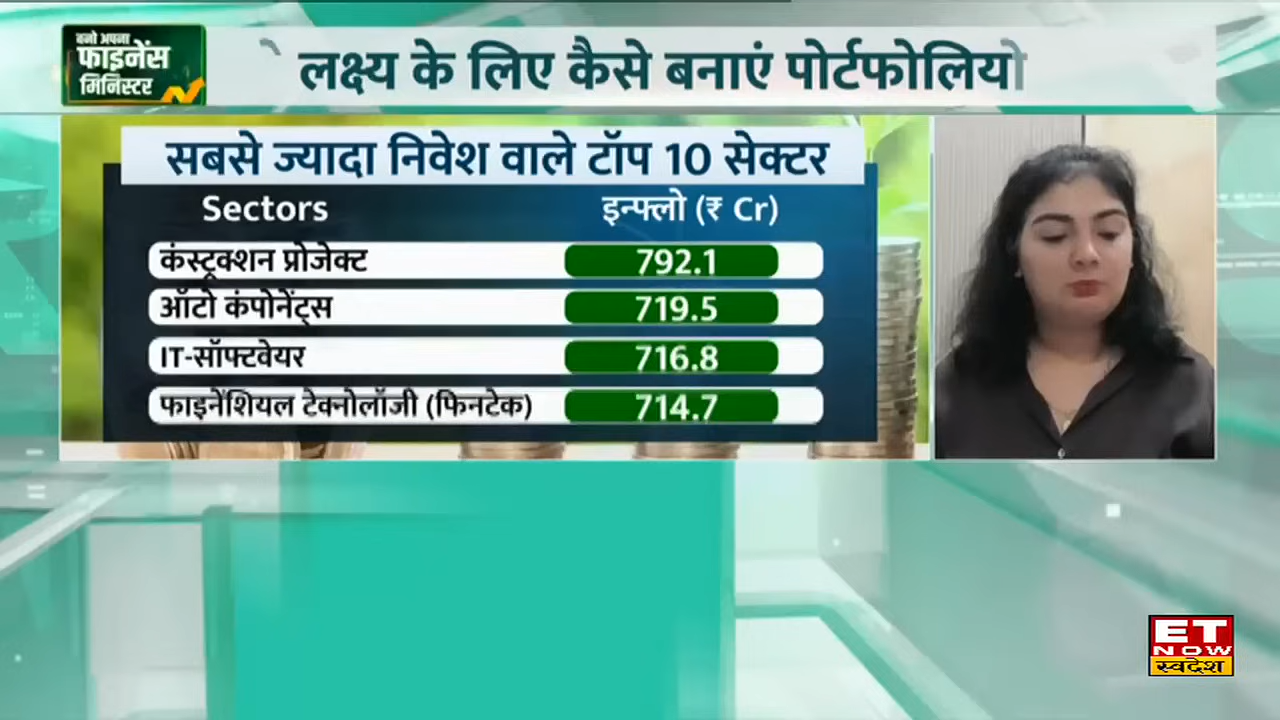 बनो अपना
फाइनेंस
मिनिस्टर
लक्ष्य के लिए कैसे बनाएं पोर्टफोलियो
सबसे ज्यादा निवेश वाले टॉप 10 सेक्टर
Sectors इन्फ्लो (₹ Cr)
कंस्ट्रक्शन प्रोजेक्ट 792.1
ऑटो कंपोनेंट्स 719.5
IT-सॉफ्टवेयर 716.8
फाइनेंशियल टेक्नोलॉजी (फिनटेक) 714.7
ET
NOW
स्वदेश